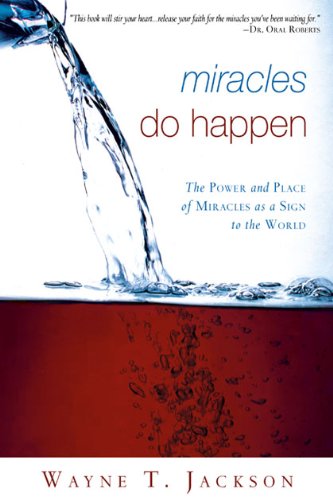 "This book will stir your heart...release your faith for the miracles you've been waiting for."
—Dr. Oral Roberts
miracles
do happen
The Power and Place
of Miracles as a Sign
to the World
Wayne T. Jackson